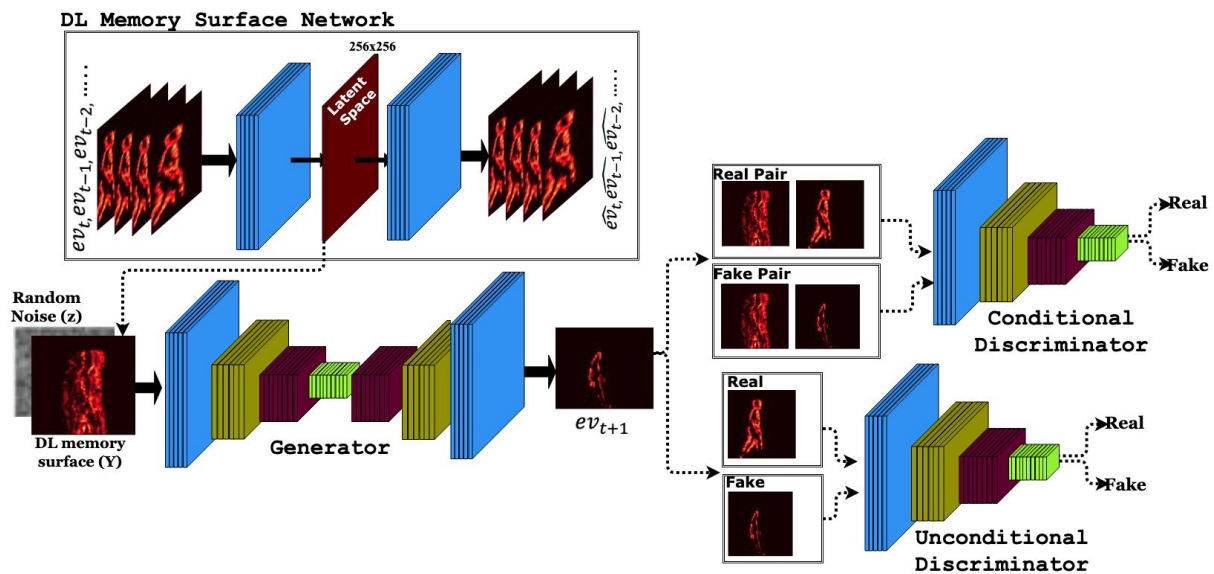 DL Memory Surface Network
256x256
Latent
Space
ev_t, ev_{t−1}, ev_{t−2}, .....
\widehat{ev_t}, \widehat{ev_{t−1}}, \widehat{ev_{t−2}}, .....
Random
Noise (z)
DL memory
surface (Y)
Generator
ev_{t+1}
Real Pair
Fake Pair
Real
Fake
Conditional
Discriminator
Real
Fake
Real
Fake
Unconditional
Discriminator